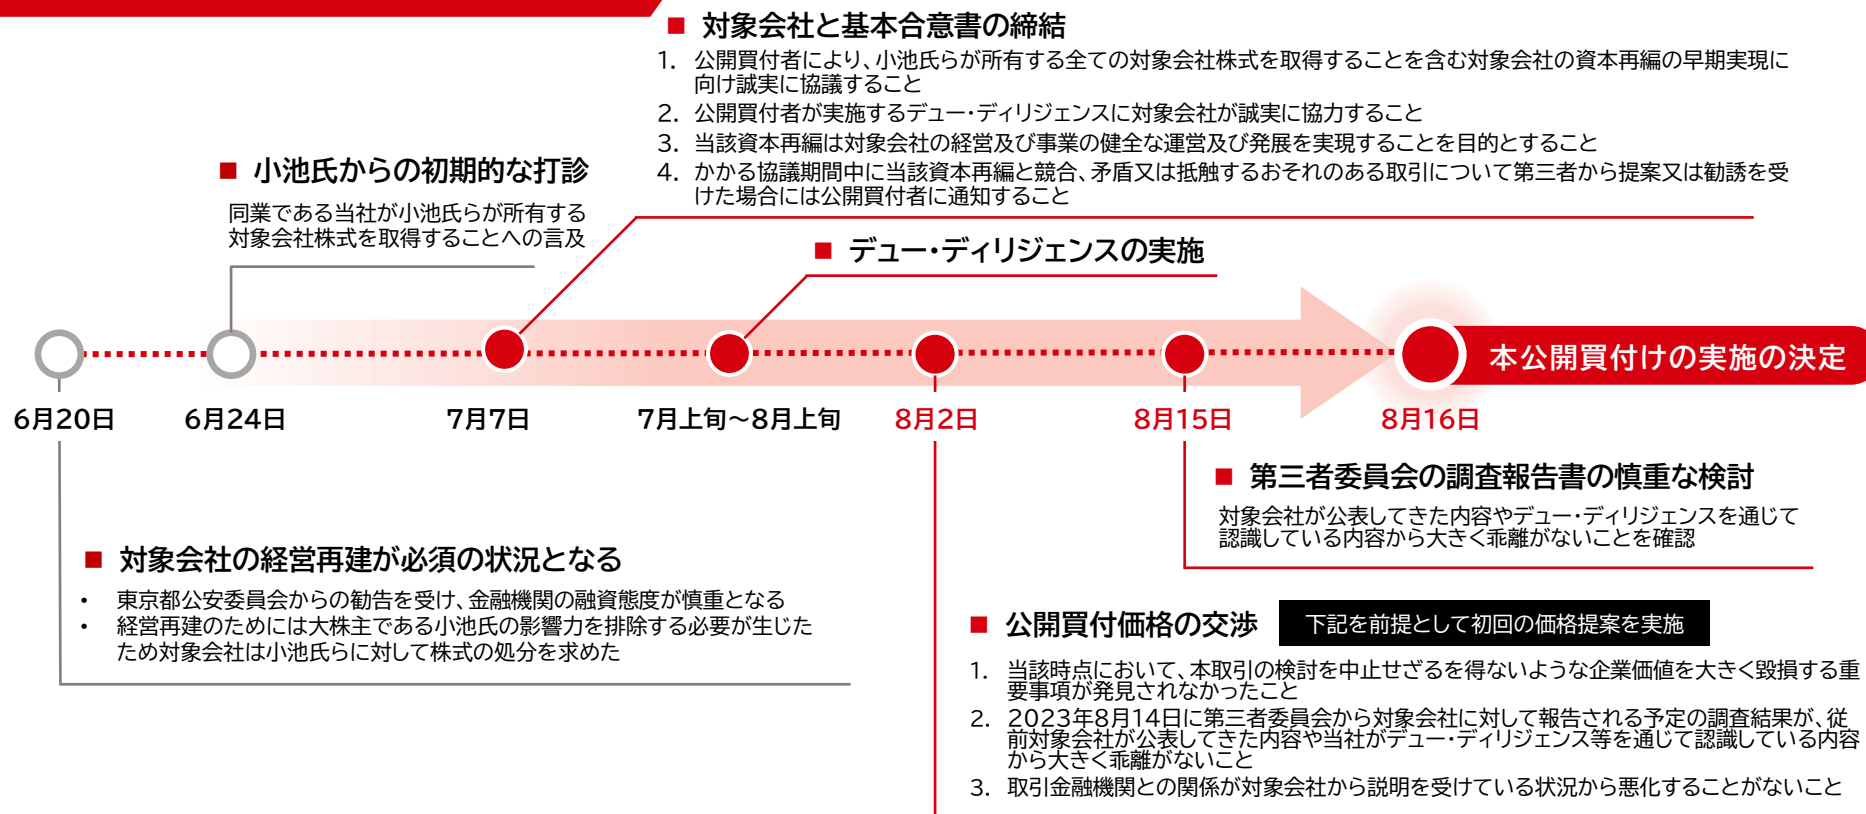 ■ 対象会社と基本合意書の締結
1. 公開買付者により、小池氏らが所有する全ての対象会社株式を取得することを含む対象会社の資本再編の早期実現に
向け誠実に協議すること
2. 公開買付者が実施するデュー・ディリジェンスに対象会社が誠実に協力すること
3. 当該資本再編は対象会社の経営及び事業の健全な運営及び発展を実現することを目的とすること
4. かかる協議期間中に当該資本再編と競合、矛盾又は抵触するおそれのある取引について第三者から提案又は勧誘を受
けた場合には公開買付者に通知すること
■ 小池氏からの初期的な打診
同業である当社が小池氏らが所有する
対象会社株式を取得することへの言及
■ デュー・ディリジェンスの実施
本公開買付けの実施の決定
6月20日
6月24日
7月7日
7月上旬～8月上旬
8月2日
8月15日
8月16日
■ 第三者委員会の調査報告書の慎重な検討
対象会社が公表してきた内容やデュー・ディリジェンスを通じて
認識している内容から大きく乖離がないことを確認
■ 対象会社の経営再建が必須の状況となる
• 東京都公安委員会からの勧告を受け、金融機関の融資態度が慎重となる
• 経営再建のためには大株主である小池氏の影響力を排除する必要が生じた
ため対象会社は小池氏らに対して株式の処分を求めた
■ 公開買付価格の交渉
下記を前提として初回の価格提案を実施
1. 当該時点において、本取引の検討を中止せざるを得ないような企業価値を大きく毀損する重
要事項が発見されなかったこと
2. 2023年8月14日に第三者委員会から対象会社に対して報告される予定の調査結果が、従
前対象会社が公表してきた内容や当社がデュー・ディリジェンス等を通じて認識している内容
から大きく乖離がないこと
3. 取引金融機関との関係が対象会社から説明を受けている状況から悪化することがないこと